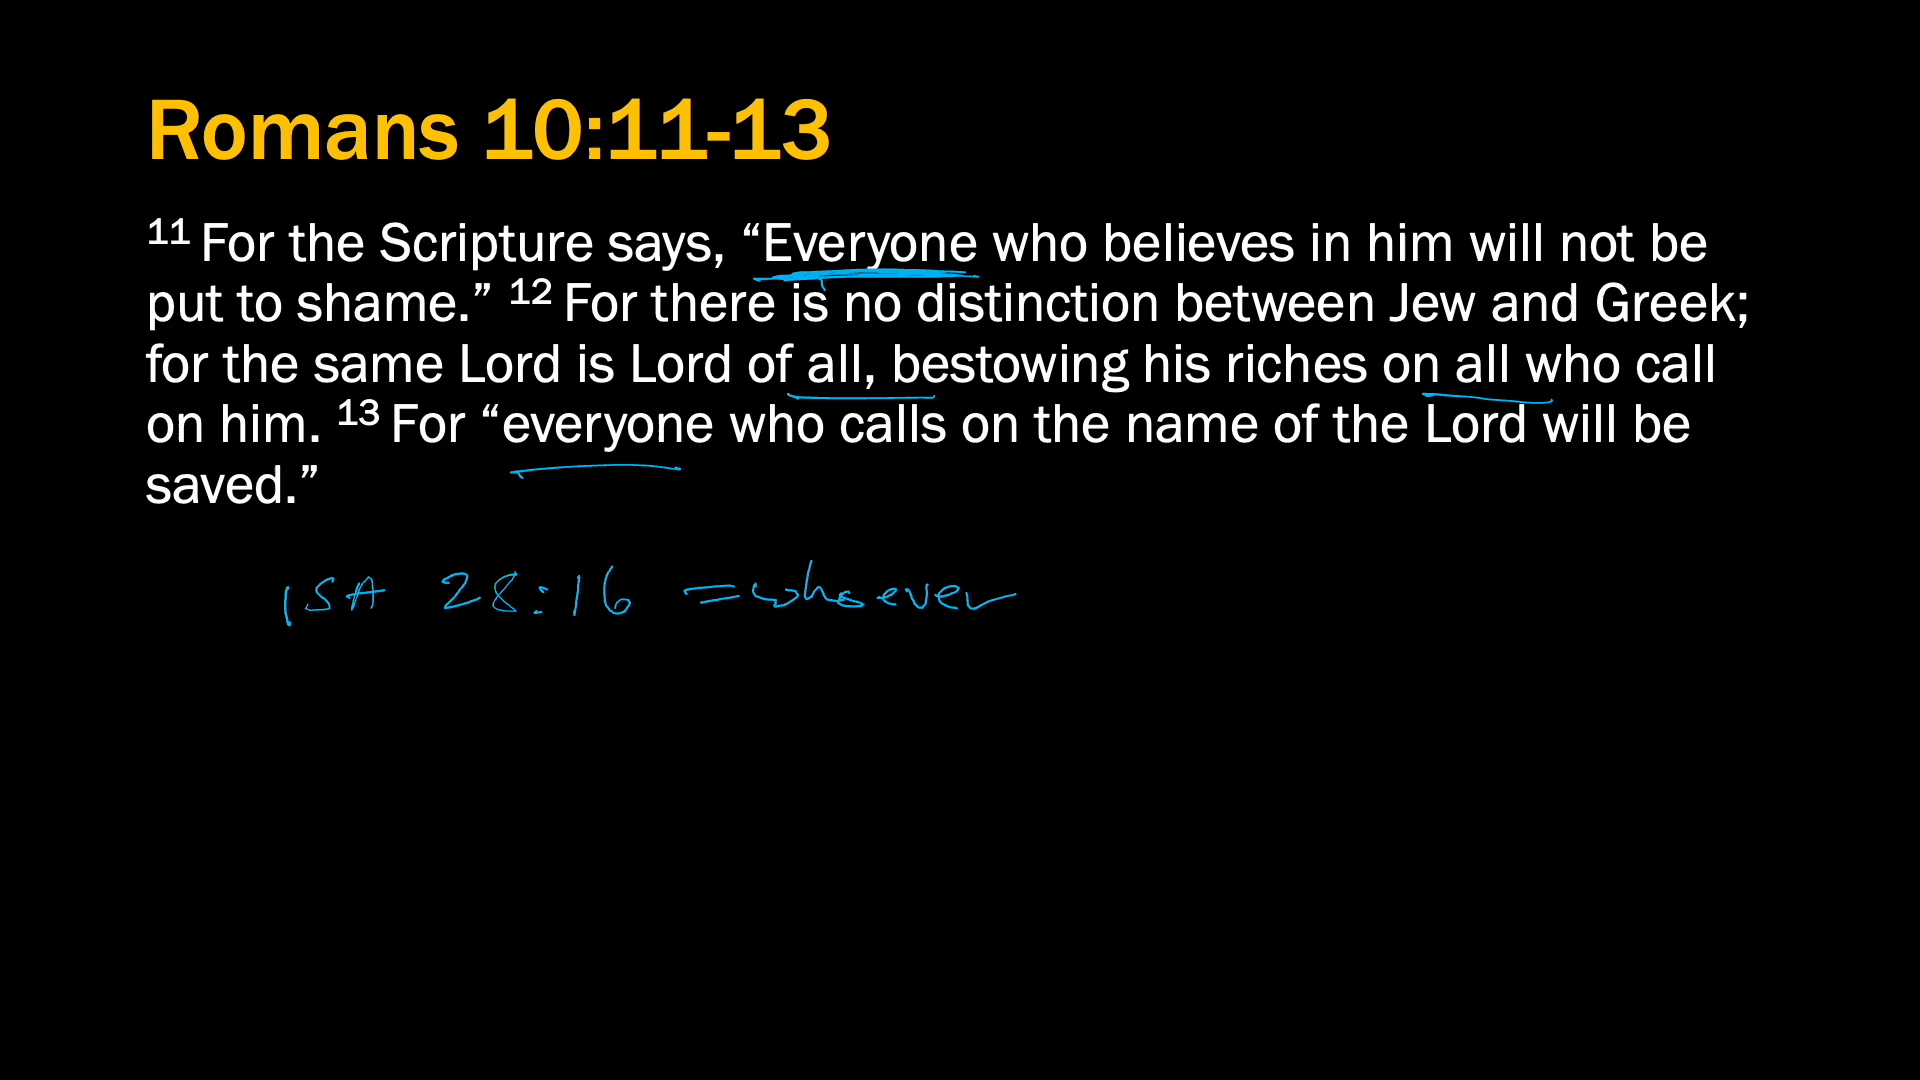 Romans 10:11-13
11 For the Scripture says, “Everyone who believes in him will not be
put to shame.” 12 For there is no distinction between Jew and Greek;
for the same Lord is Lord of all, bestowing his riches on all who call
on him. 13 For “everyone who calls on the name of the Lord will be
saved.”
ISA 28:16 = whoever